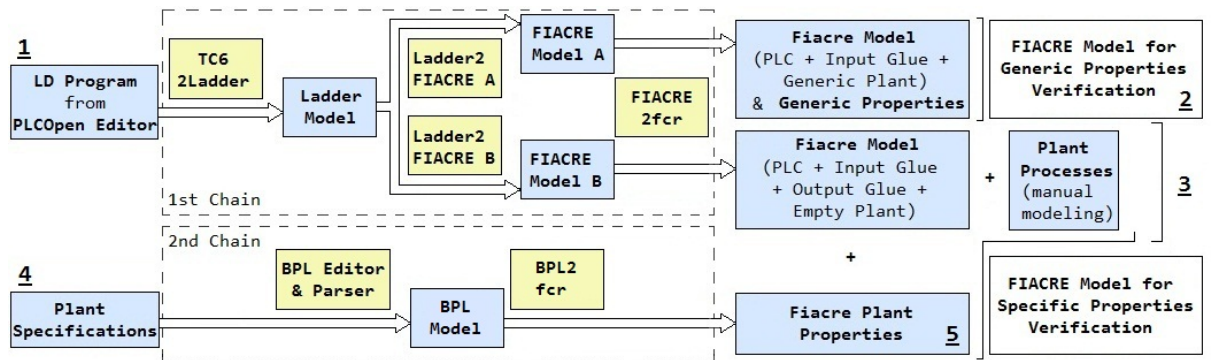 1
LD Program
from
PLCOpen Editor
TC6
2Ladder
Ladder
Model
Ladder2
FIACRE A
Ladder2
FIACRE B
FIACRE
Model A
FIACRE
Model B
FIACRE
2fcr
1st Chain
Fiacre Model
(PLC + Input Glue +
Generic Plant)
& Generic Properties
FIACRE Model for
Generic Properties
Verification
2
Fiacre Model
(PLC + Input Glue
+ Output Glue +
Empty Plant)
+
Plant
Processes
(manual
modeling)
3
2nd Chain
4
Plant
Specifications
BPL Editor
& Parser
BPL
Model
BPL2
fcr
+
Fiacre Plant
Properties
5
FIACRE Model for
Specific Properties
Verification